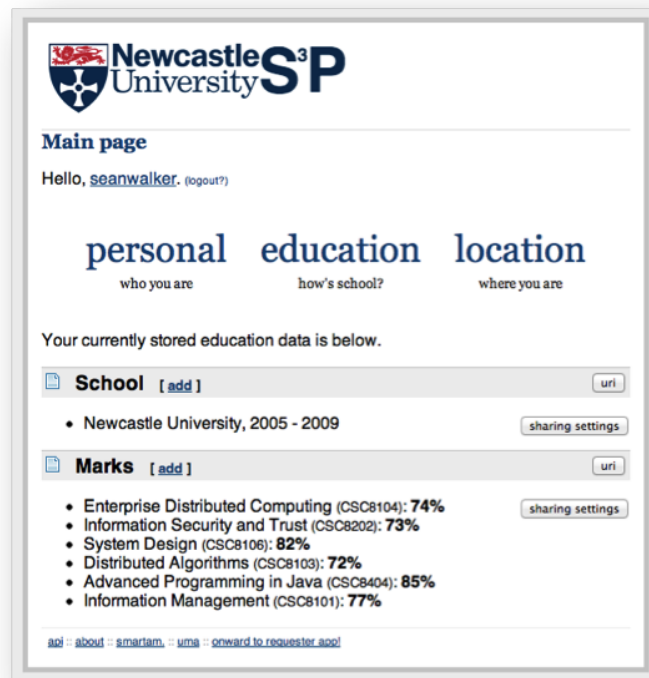 Newcastle
University
S³P
Main page
Hello, seanwalker. (logout?)
personal education location
who you are how's school? where you are
Your currently stored education data is below.
School [ add ] uri
• Newcastle University, 2005 - 2009 sharing settings
Marks [ add ] uri
• Enterprise Distributed Computing (CSC8104): 74% sharing settings
• Information Security and Trust (CSC8202): 73%
• System Design (CSC8106): 82%
• Distributed Algorithms (CSC8103): 72%
• Advanced Programming in Java (CSC8404): 85%
• Information Management (CSC8101): 77%
api :: about :: smartam. :: uma :: onward to requester app!